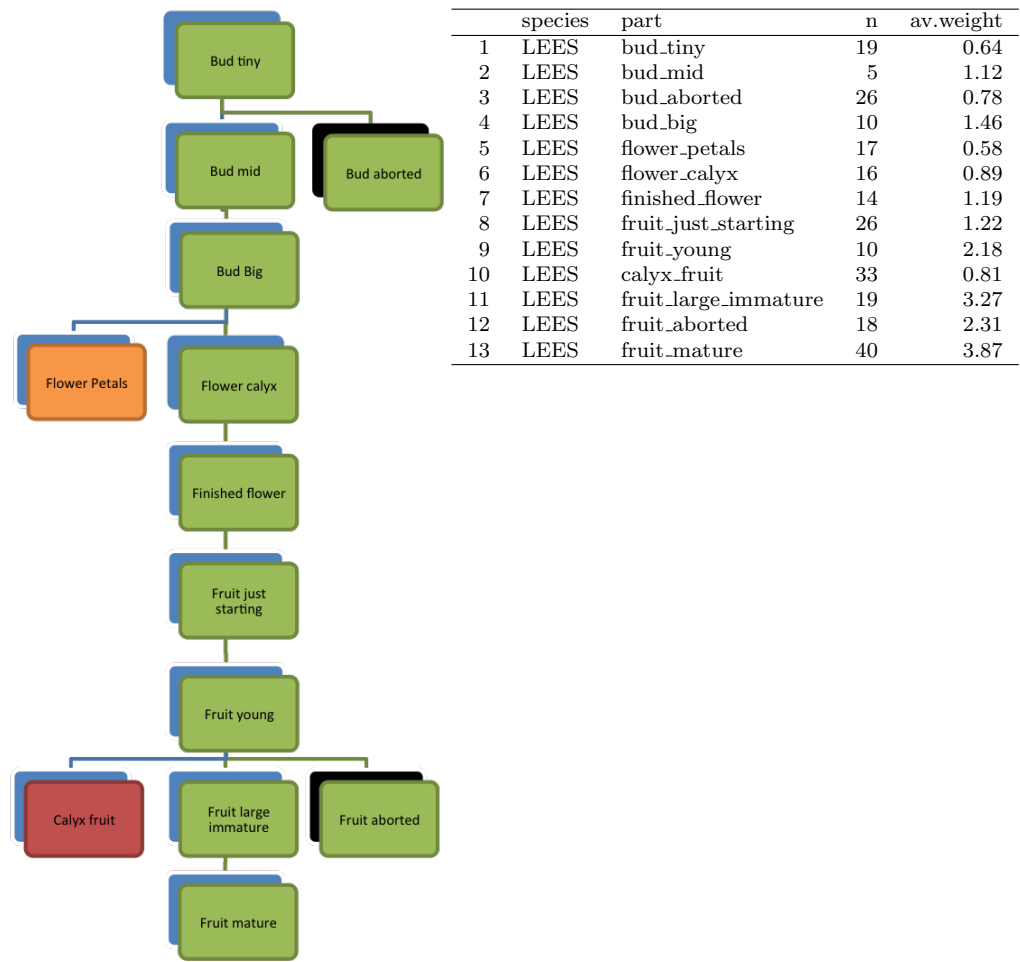 Bud tiny
Bud mid
Bud aborted
Bud Big
Flower Petals
Flower calyx
Finished flower
Fruit just
starting
Fruit young
Calyx fruit
Fruit large
immature
Fruit aborted
Fruit mature
species part n av.weight
1 LEES bud_tiny 19 0.64
2 LEES bud_mid 5 1.12
3 LEES bud_aborted 26 0.78
4 LEES bud_big 10 1.46
5 LEES flower_petals 17 0.58
6 LEES flower_calyx 16 0.89
7 LEES finished_flower 14 1.19
8 LEES fruit_just_starting 26 1.22
9 LEES fruit_young 10 2.18
10 LEES calyx_fruit 33 0.81
11 LEES fruit_large_immature 19 3.27
12 LEES fruit_aborted 18 2.31
13 LEES fruit_mature 40 3.87